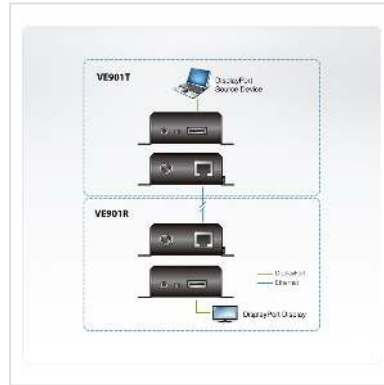 VE901T
DisplayPort
Source Device
VE901R
DisplayPort
Ethernet
DisplayPort Display